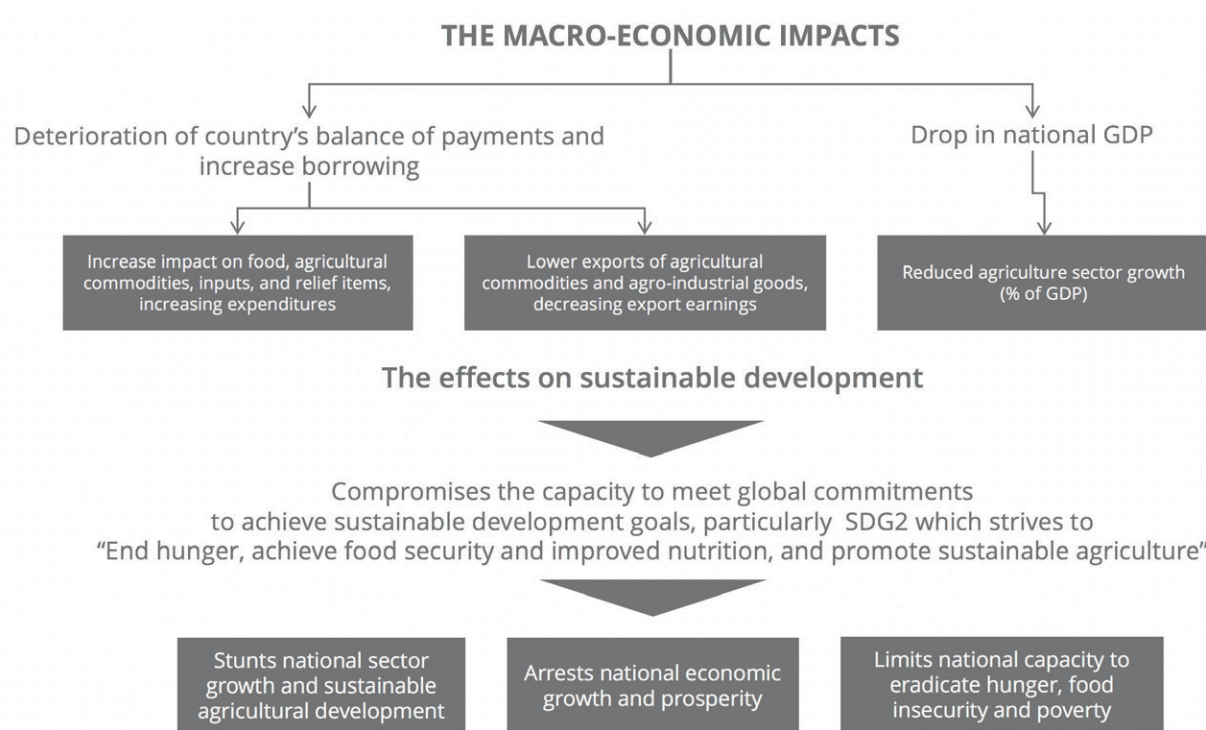 THE MACRO-ECONOMIC IMPACTS
Deterioration of country's balance of payments and
increase borrowing
Drop in national GDP
Increase impact on food, agricultural
commodities, inputs, and relief items,
increasing expenditures
Lower exports of agricultural
commodities and agro-industrial goods,
decreasing export earnings
Reduced agriculture sector growth
(% of GDP)
The effects on sustainable development
Compromises the capacity to meet global commitments
to achieve sustainable development goals, particularly SDG2 which strives to
“End hunger, achieve food security and improved nutrition, and promote sustainable agriculture”
Stunts national sector
growth and sustainable
agricultural development
Arrests national economic
growth and prosperity
Limits national capacity to
eradicate hunger, food
insecurity and poverty